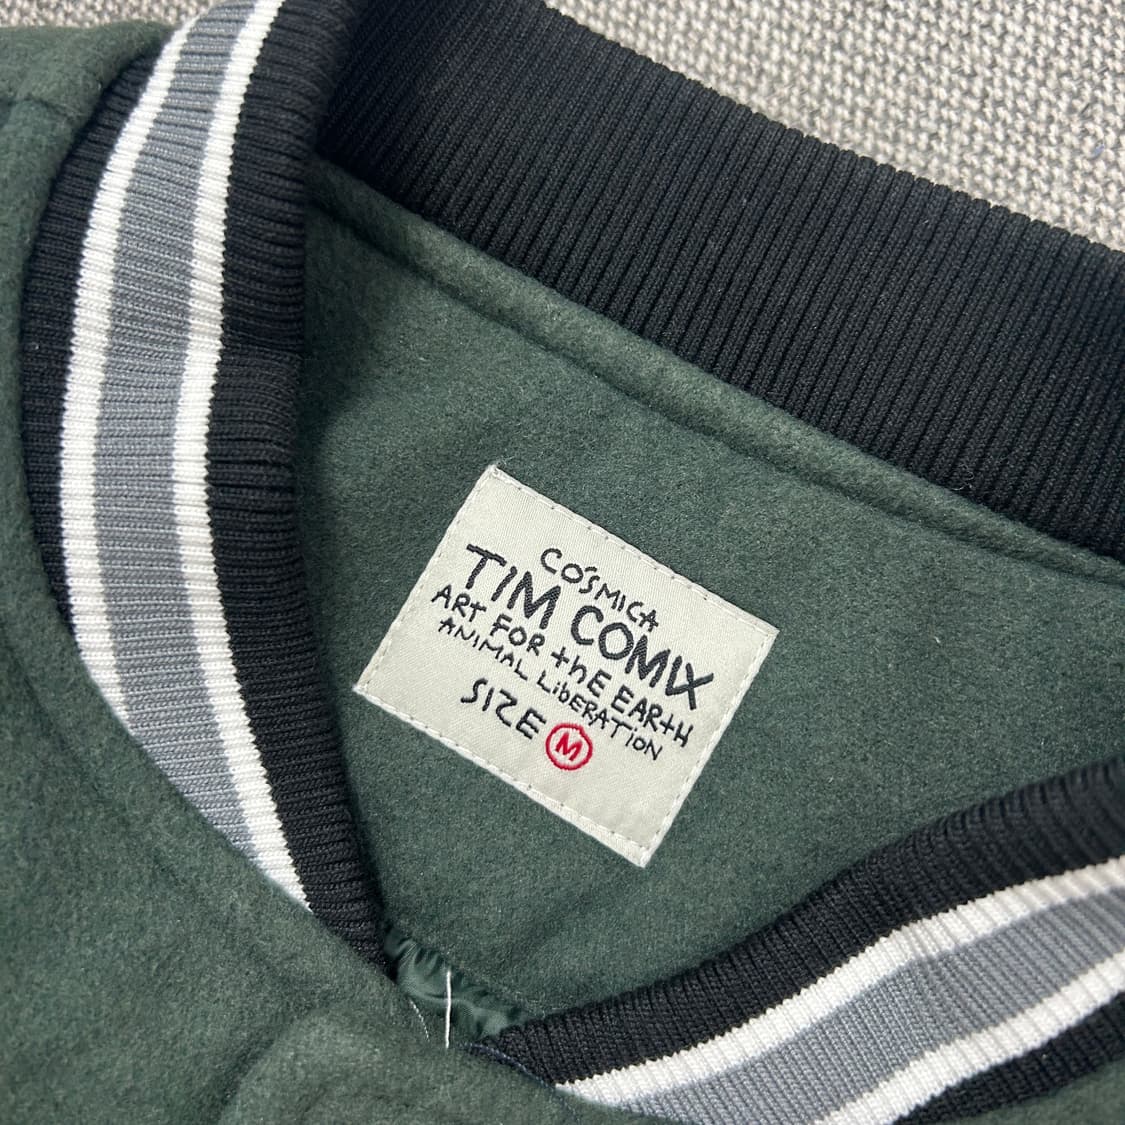 COSMICA
TIM COMIX
ART FOR thE EARtH
ANIMAL LiBERATiON
SIZE M